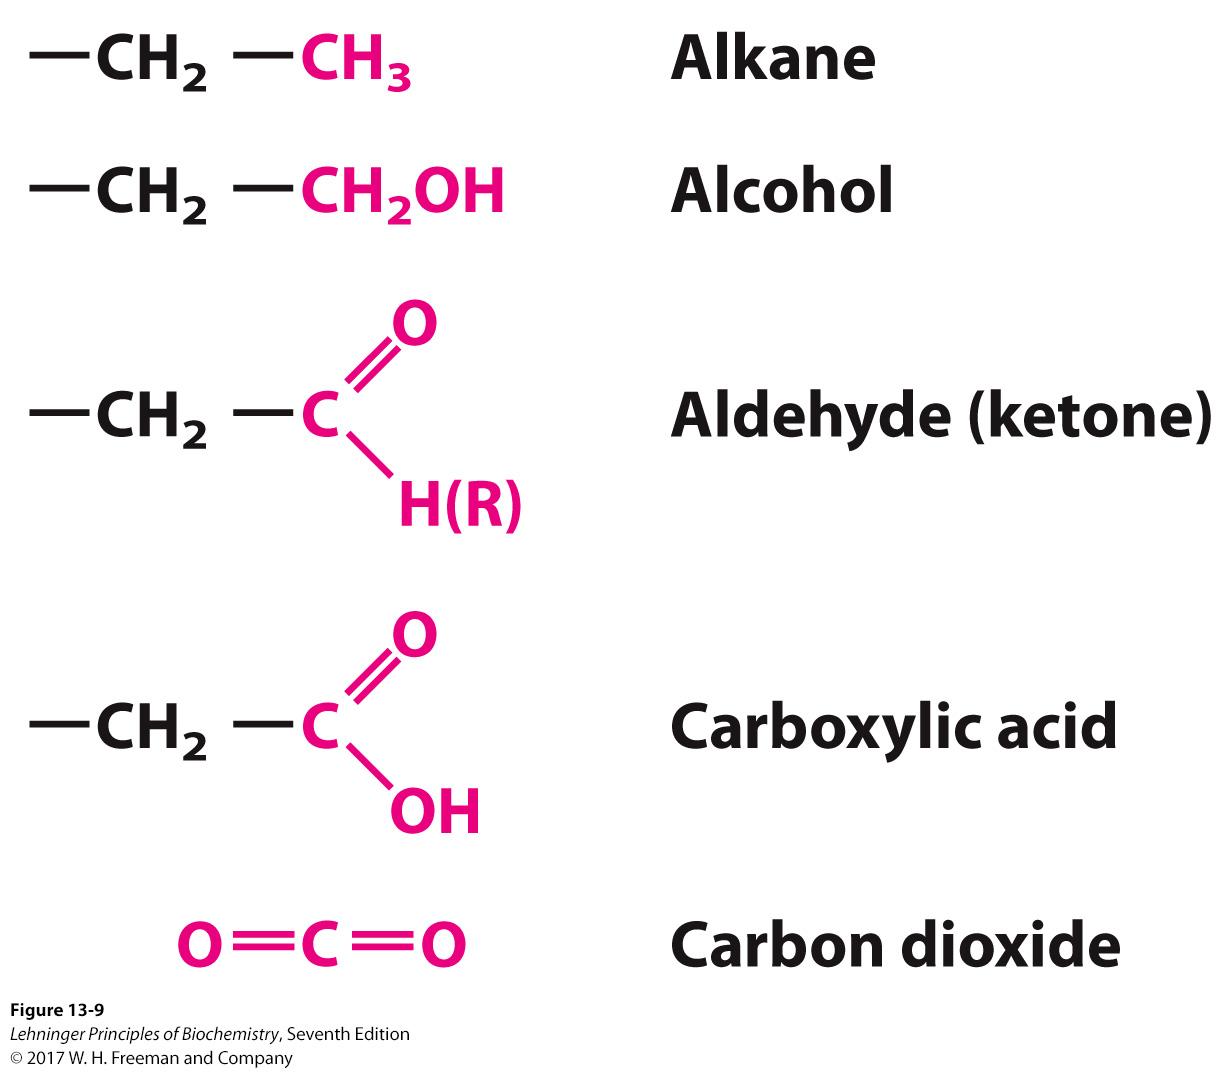 —CH₂ —CH₃ Alkane
—CH₂ —CH₂OH Alcohol
O
—CH₂ —C Aldehyde (ketone)
H(R)
O
—CH₂ —C Carboxylic acid
OH
O=C=O Carbon dioxide
Figure 13-9
Lehninger Principles of Biochemistry, Seventh Edition
© 2017 W. H. Freeman and Company